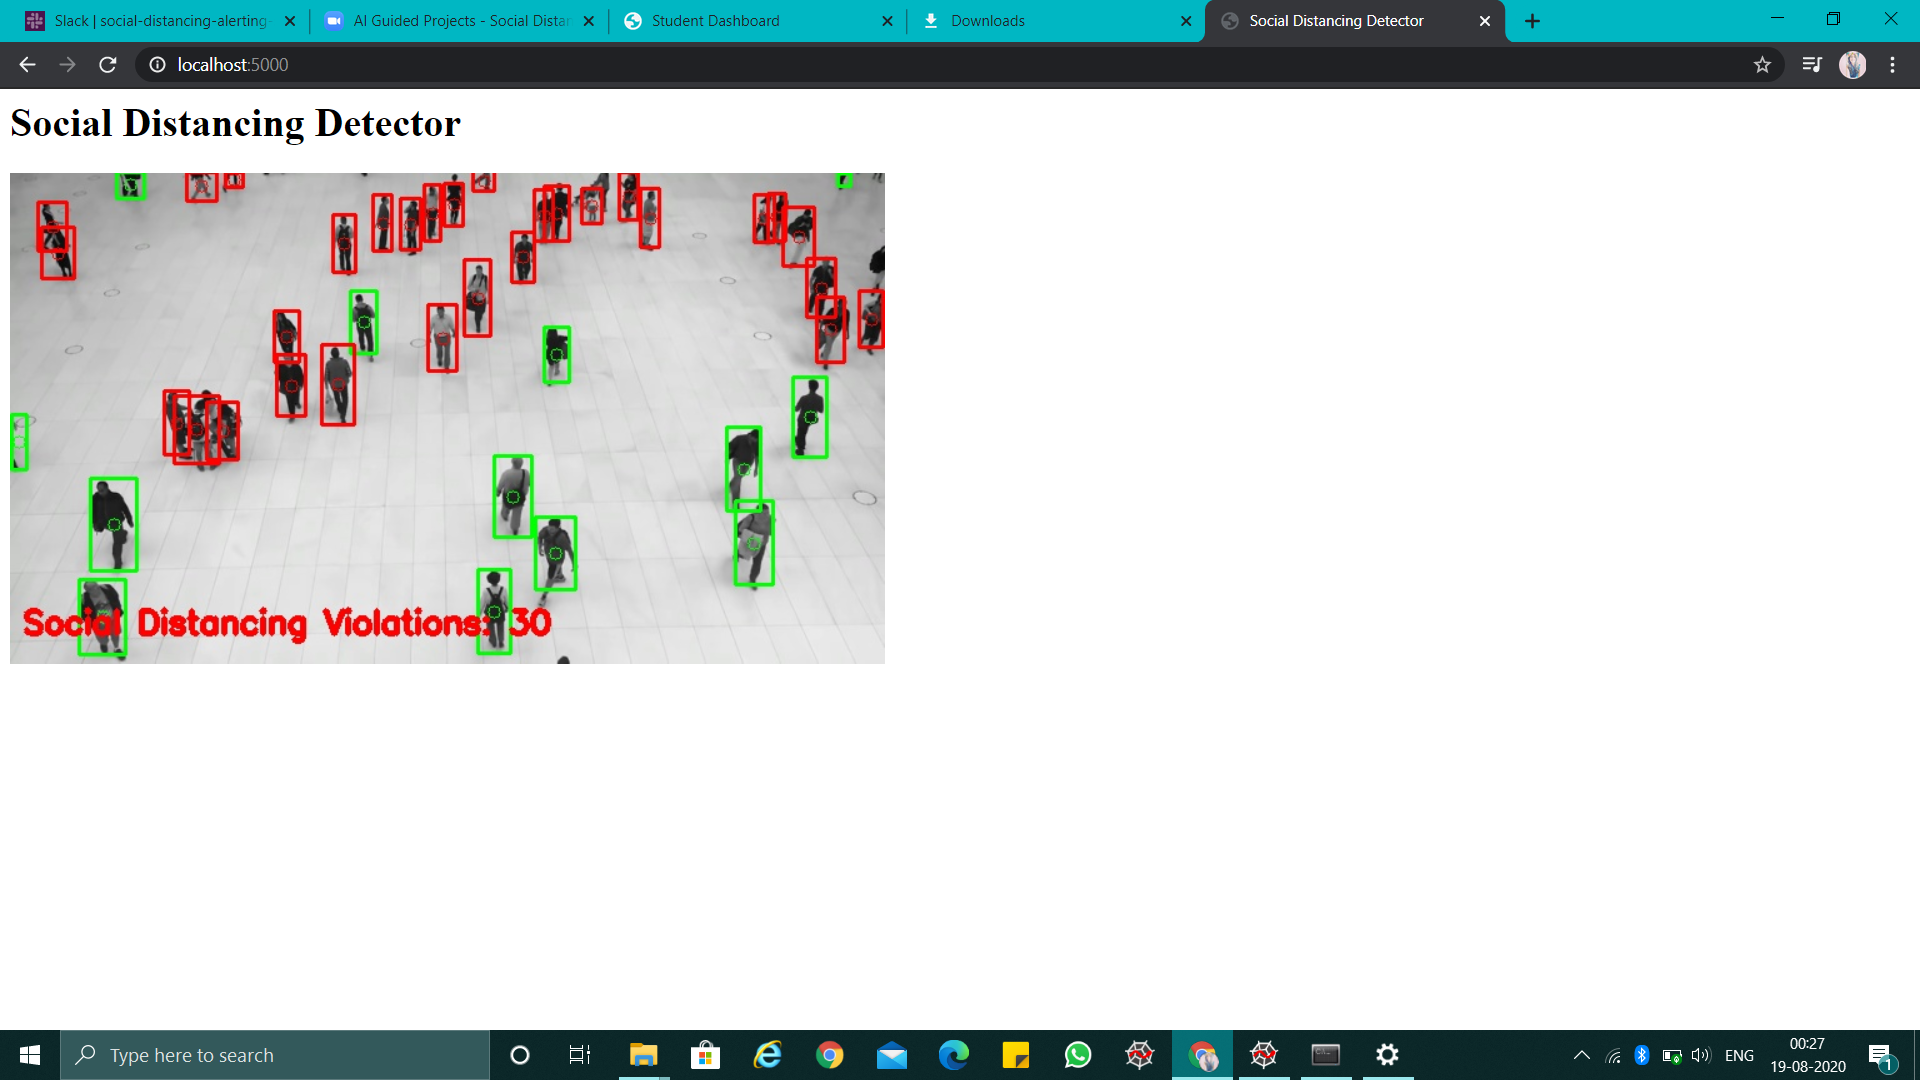 Slack | social-distancing-alerting-
AI Guided Projects - Social Distan
Student Dashboard
Downloads
Social Distancing Detector
localhost:5000
Social Distancing Detector
Social Distancing Violations: 30
Type here to search
ENG
00:27
19-08-2020
1